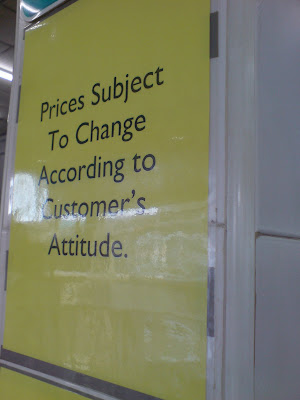 Prices Subject
To Change
According to
Customer's
Attitude.